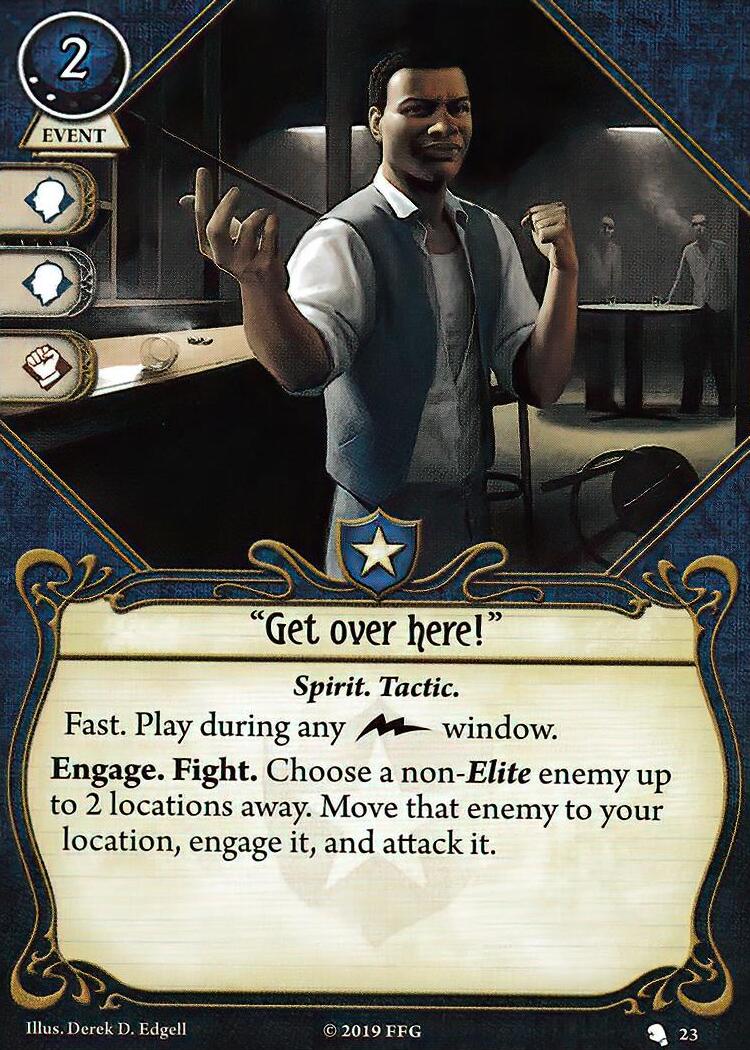 2
EVENT
“Get over here!”
Spirit. Tactic.
Fast. Play during any window.
Engage. Fight. Choose a non-Elite enemy up
to 2 locations away. Move that enemy to your
location, engage it, and attack it.
Illus. Derek D. Edgell
© 2019 FFG
23